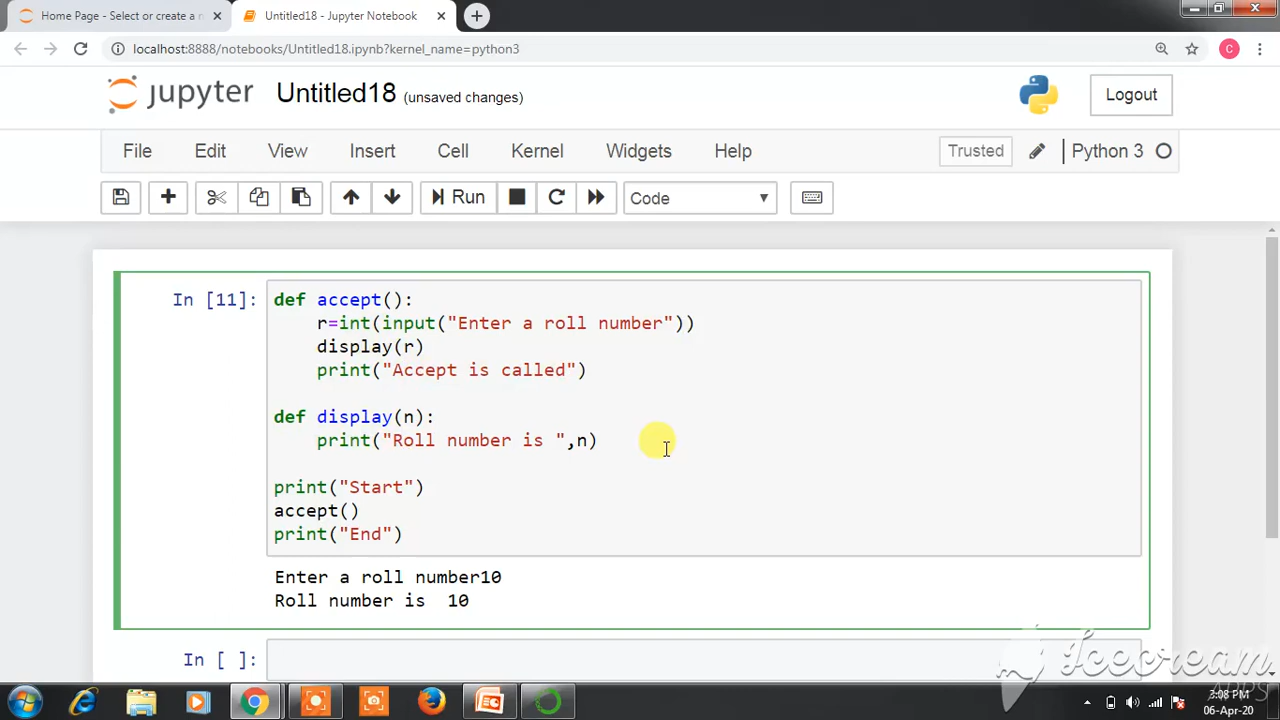 Home Page - Select or create a n
Untitled18 - Jupyter Notebook
localhost:8888/notebooks/Untitled18.ipynb?kernel_name=python3
C
jupyter Untitled18 (unsaved changes)
Logout
File Edit View Insert Cell Kernel Widgets Help
Trusted
Python 3
Run
Code
In [11]:
def accept():
    r=int(input("Enter a roll number"))
    display(r)
    print("Accept is called")
def display(n):
    print("Roll number is ",n)
print("Start")
accept()
print("End")
Enter a roll number10
Roll number is  10
In [ ]:
Icecream
APPS
3:08 PM
06-Apr-20